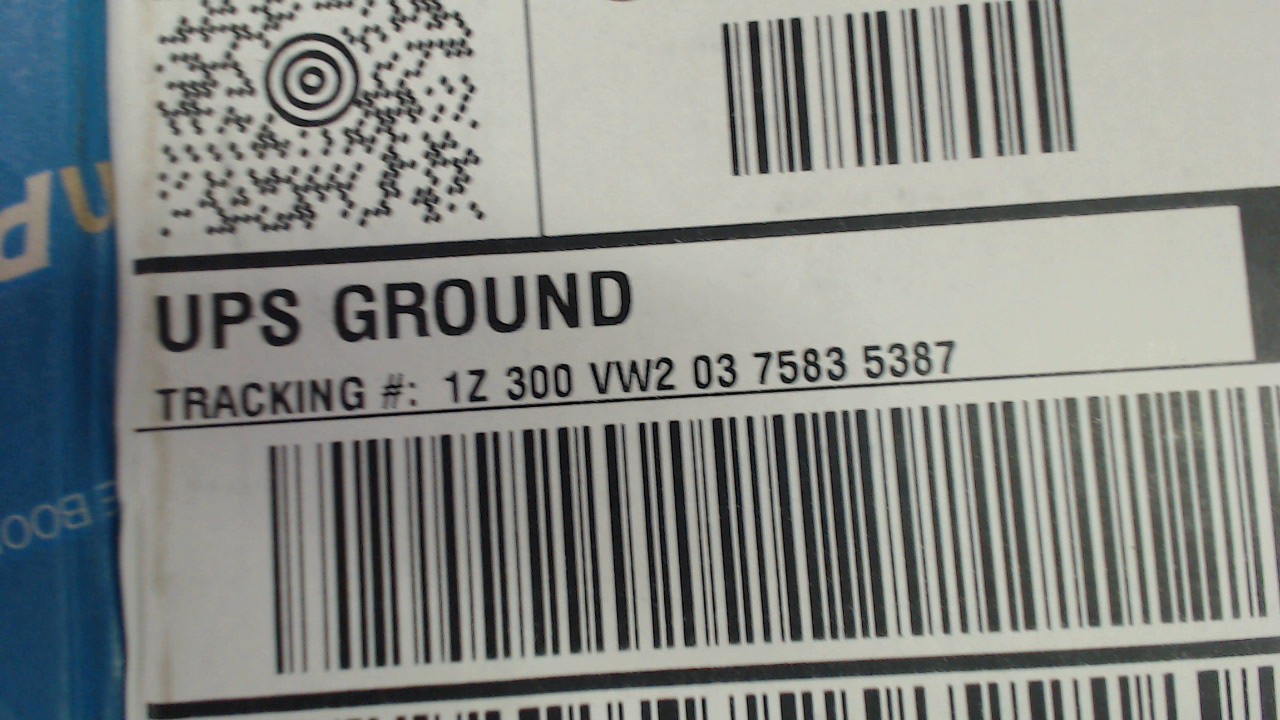 UPS GROUND
TRACKING #: 1Z 300 VW2 03 7583 5387